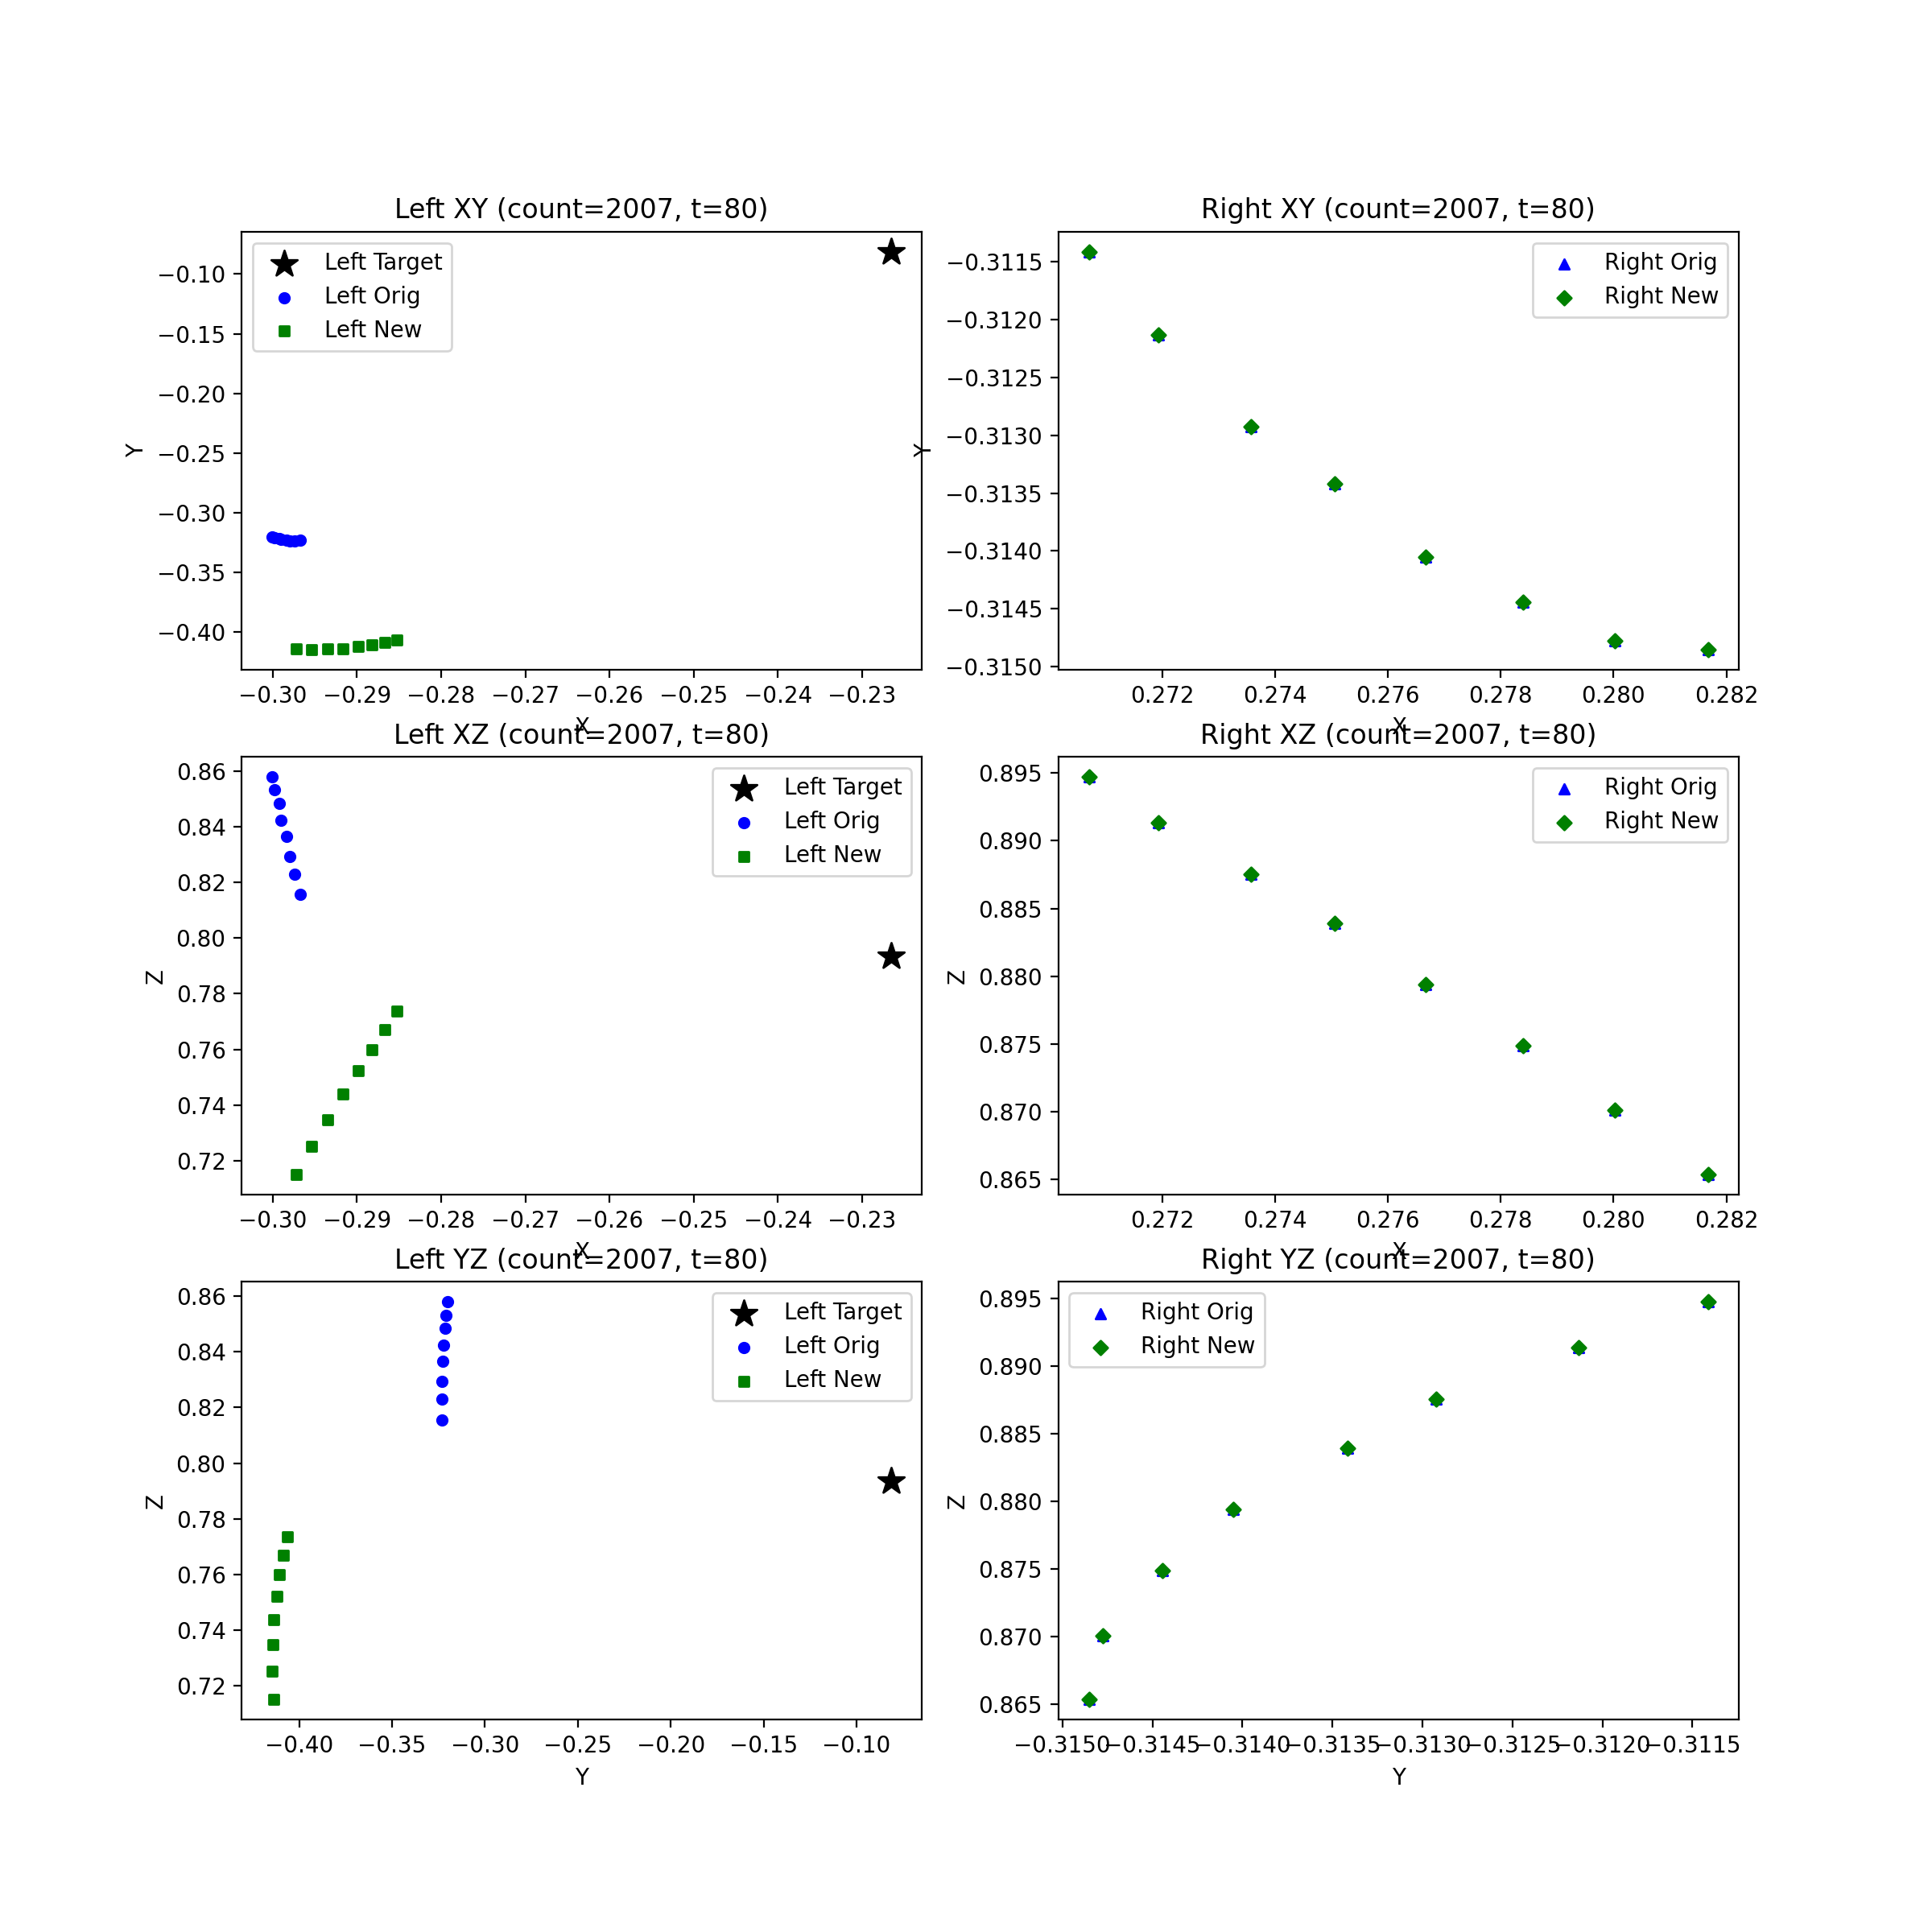 Left XY (count=2007, t=80)
Left Target
Left Orig
Left New
Y
−0.10
−0.15
−0.20
−0.25
−0.30
−0.35
−0.40
−0.30 −0.29 −0.28 −0.27 −0.26 −0.25 −0.24 −0.23
X
Right XY (count=2007, t=80)
Right Orig
Right New
Y
−0.3115
−0.3120
−0.3125
−0.3130
−0.3135
−0.3140
−0.3145
−0.3150
0.272 0.274 0.276 0.278 0.280 0.282
X
Left XZ (count=2007, t=80)
Left Target
Left Orig
Left New
Z
0.86
0.84
0.82
0.80
0.78
0.76
0.74
0.72
−0.30 −0.29 −0.28 −0.27 −0.26 −0.25 −0.24 −0.23
X
Right XZ (count=2007, t=80)
Right Orig
Right New
Z
0.895
0.890
0.885
0.880
0.875
0.870
0.865
0.272 0.274 0.276 0.278 0.280 0.282
X
Left YZ (count=2007, t=80)
Left Target
Left Orig
Left New
Z
0.86
0.84
0.82
0.80
0.78
0.76
0.74
0.72
−0.40 −0.35 −0.30 −0.25 −0.20 −0.15 −0.10
Y
Right YZ (count=2007, t=80)
Right Orig
Right New
Z
0.895
0.890
0.885
0.880
0.875
0.870
0.865
−0.3150 −0.3145 −0.3140 −0.3135 −0.3130 −0.3125 −0.3120 −0.3115
Y